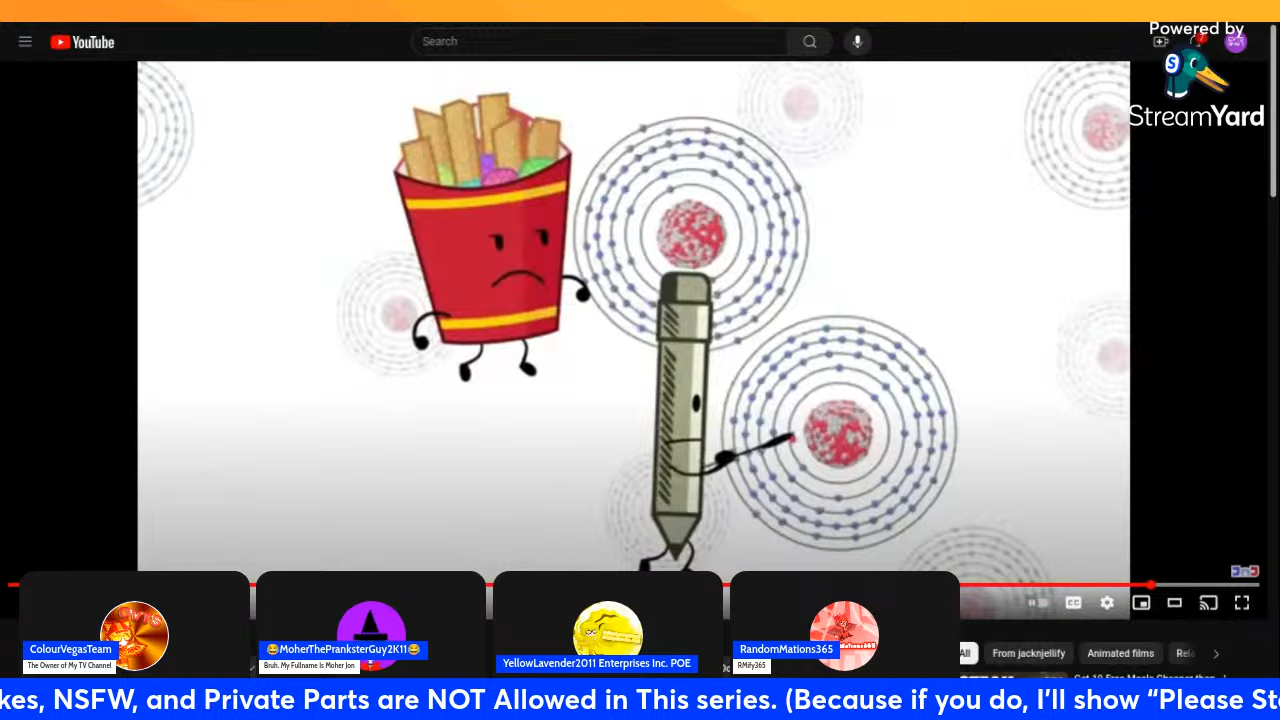 Powered by
YouTube
Search
StreamYard
ColourVegasTeam
The Owner of My TV Channel
😂MoherThePranksterGuy2K11😂
Bruh. My Fullname Is Moher Jon
YellowLavender2011 Enterprises Inc. POE
RandomMations365
RMify365
All
From jacknjellify
Animated films
Rela
kes, NSFW, and Private Parts are NOT Allowed in This series. (Because if you do, I’ll show “Please Sta